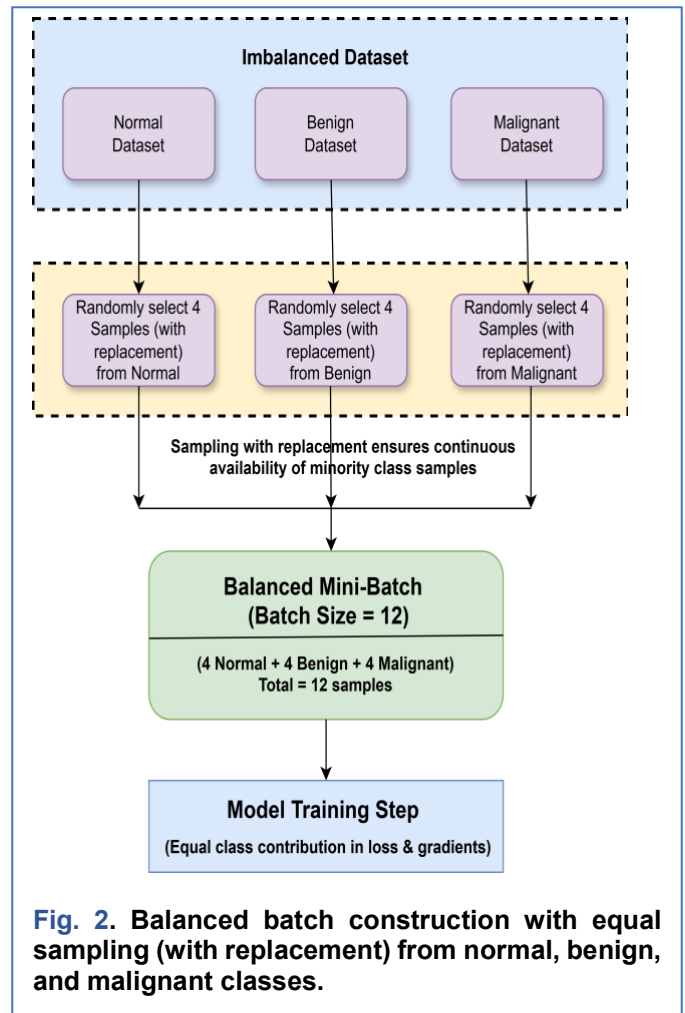 Imbalanced Dataset
Normal
Dataset
Benign
Dataset
Malignant
Dataset
Randomly select 4
Samples (with
replacement)
from Normal
Randomly select 4
Samples (with
replacement)
from Benign
Randomly select 4
Samples (with
replacement)
from Malignant
Sampling with replacement ensures continuous
availability of minority class samples
Balanced Mini-Batch
(Batch Size = 12)
(4 Normal + 4 Benign + 4 Malignant)
Total = 12 samples
Model Training Step
(Equal class contribution in loss & gradients)
Fig. 2. Balanced batch construction with equal
sampling (with replacement) from normal, benign,
and malignant classes.